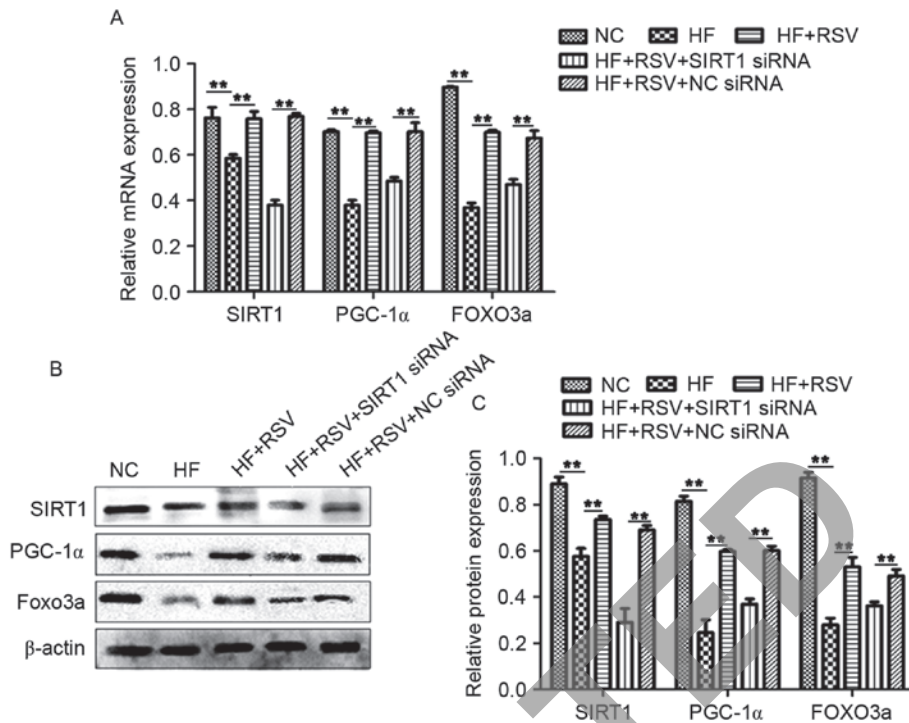 A
NC HF HF+RSV
HF+RSV+SIRT1 siRNA
HF+RSV+NC siRNA
Relative mRNA expression
1.0
0.8
0.6
0.4
0.2
0.0
** ** ** ** ** ** ** ** **
SIRT1 PGC-1α FOXO3a
B
NC HF HF+RSV HF+RSV+SIRT1 siRNA HF+RSV+NC siRNA
SIRT1
PGC-1α
Foxo3a
β-actin
C
NC HF HF+RSV
HF+RSV+SIRT1 siRNA
HF+RSV+NC siRNA
Relative protein expression
1.0
0.8
0.6
0.4
0.2
0.0
** ** ** ** ** ** ** ** **
SIRT1 PGC-1α FOXO3a
TED